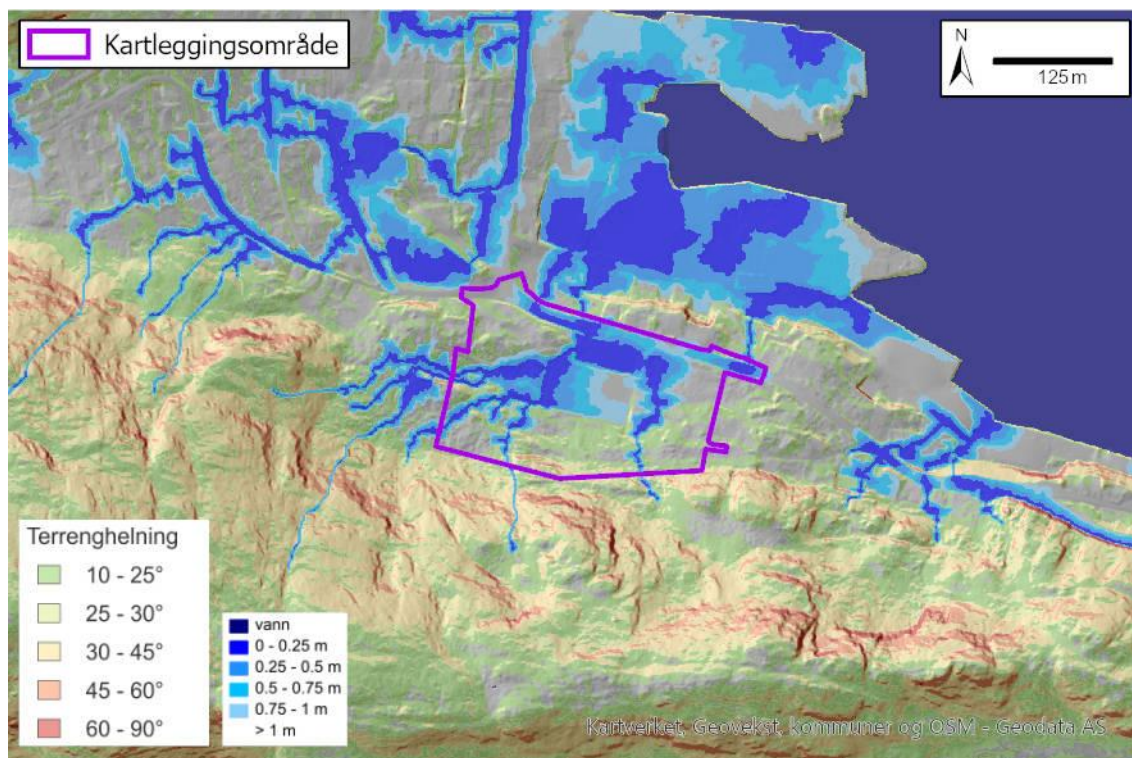 Kartleggingsområde
N
125 m
Terrenghelning
10 - 25°
25 - 30°
30 - 45°
45 - 60°
60 - 90°
vann
0 - 0.25 m
0.25 - 0.5 m
0.5 - 0.75 m
0.75 - 1 m
> 1 m
Kartverket, Geovekst, kommuner og OSM - Geodata AS